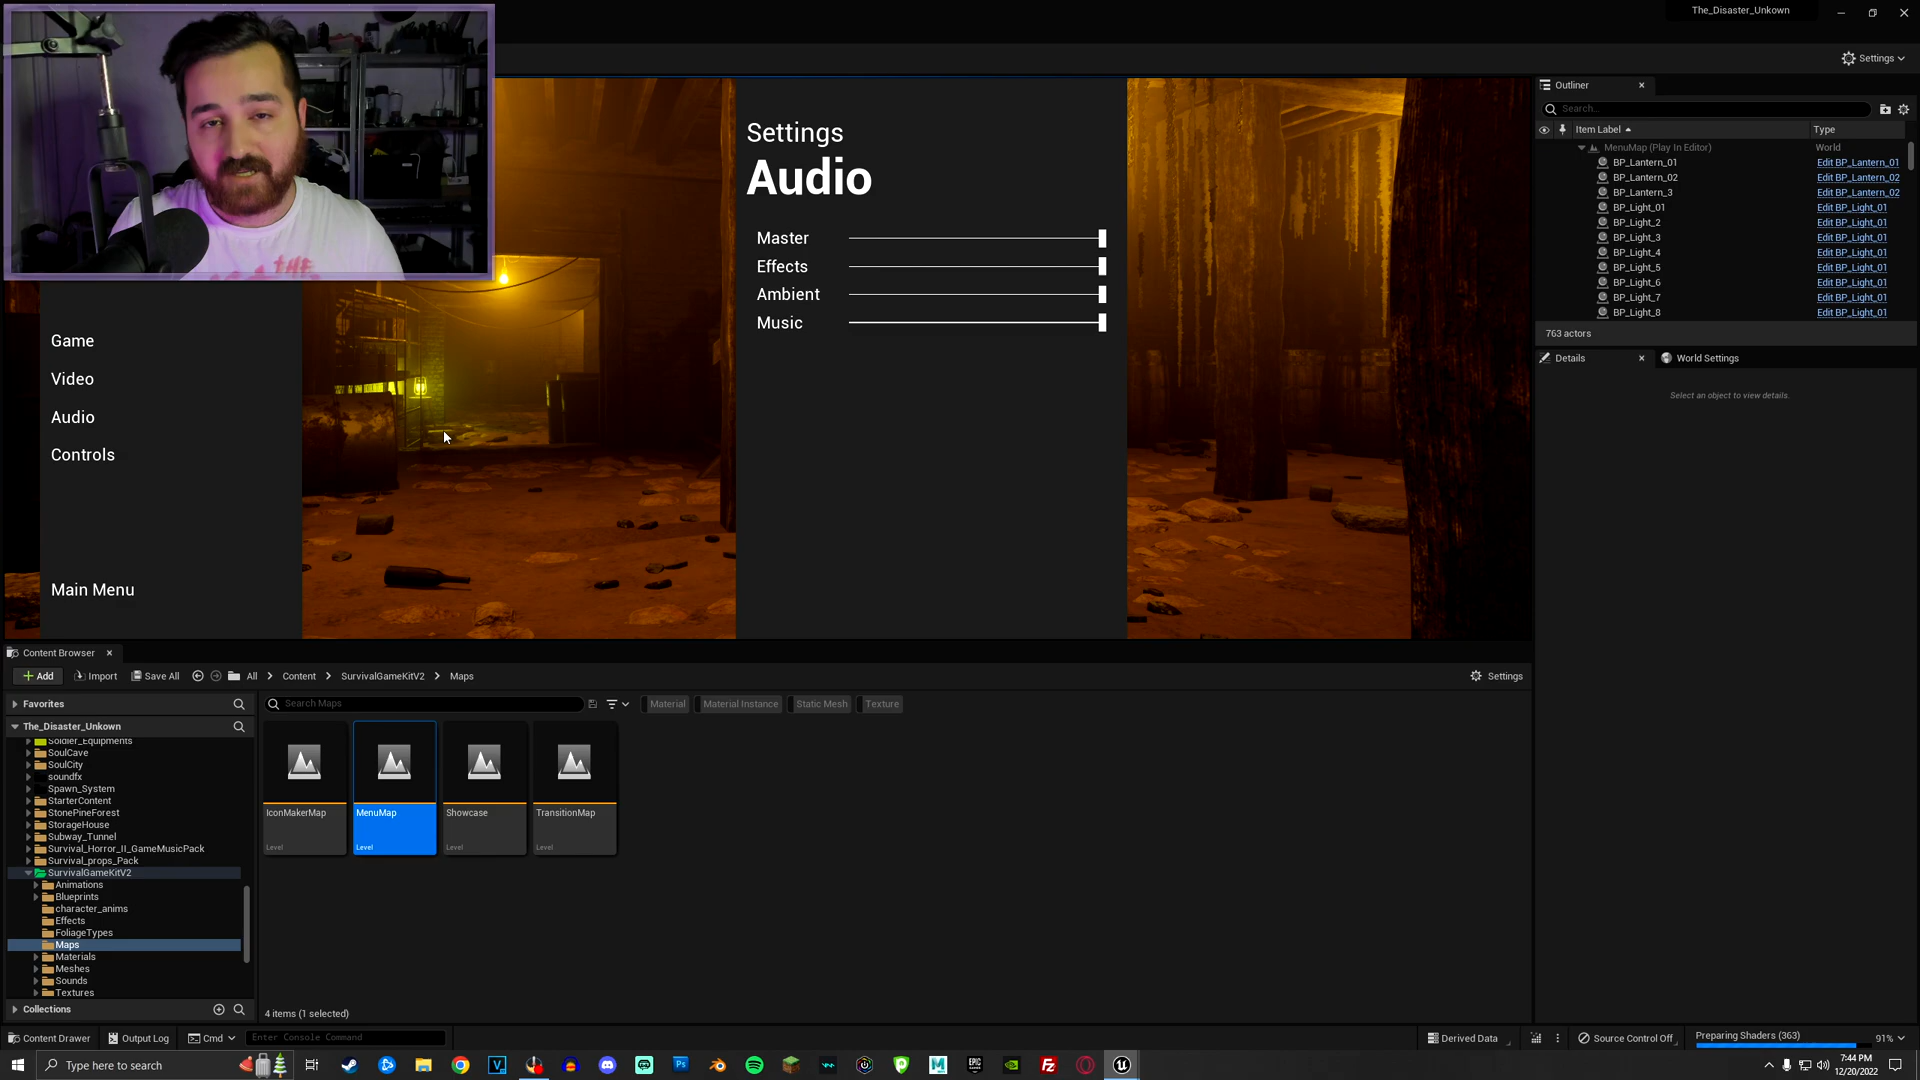 The_Disaster_Unkown
Settings
Outliner
Search...
Item Label
Type
MenuMap (Play In Editor)
World
BP_Lantern_01
Edit BP_Lantern_01
BP_Lantern_02
Edit BP_Lantern_02
BP_Lantern_3
Edit BP_Lantern_02
BP_Light_01
Edit BP_Light_01
BP_Light_2
Edit BP_Light_01
BP_Light_3
Edit BP_Light_01
BP_Light_4
Edit BP_Light_01
BP_Light_5
Edit BP_Light_01
BP_Light_6
Edit BP_Light_01
BP_Light_7
Edit BP_Light_01
BP_Light_8
Edit BP_Light_01
763 actors
Details
World Settings
Select an object to view details.
THE
Settings
Audio
Master
Effects
Ambient
Music
Game
Video
Audio
Controls
Main Menu
Content Browser
Add
Import
Save All
All
Content
SurvivalGameKitV2
Maps
Settings
Favorites
Search Maps
Material
Material Instance
Static Mesh
Texture
The_Disaster_Unkown
Soldier_Equipments
SoulCave
SoulCity
soundfx
Spawn_System
StarterContent
StonePineForest
StorageHouse
Subway_Tunnel
Survival_Horror_II_GameMusicPack
Survival_props_Pack
SurvivalGameKitV2
Animations
Blueprints
character_anims
Effects
FoliageTypes
Maps
Materials
Meshes
Sounds
Textures
Collections
IconMakerMap
Level
MenuMap
Level
Showcase
Level
TransitionMap
Level
4 items (1 selected)
Content Drawer
Output Log
Cmd
Enter Console Command
Derived Data
Source Control Off
Preparing Shaders (363)
91%
Type here to search
7:44 PM
12/20/2022